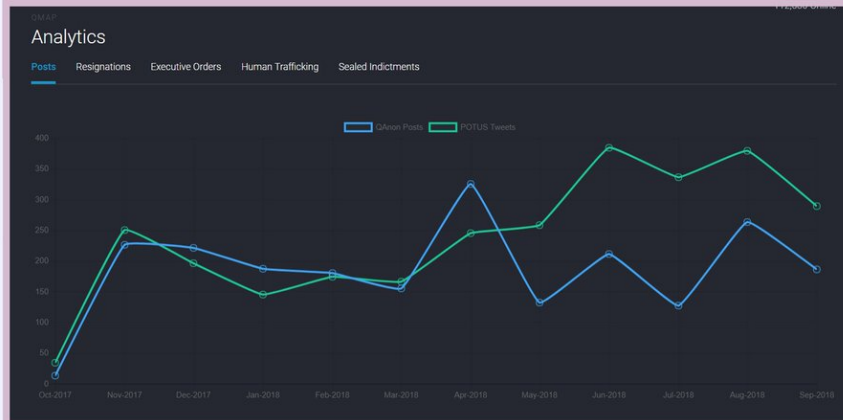 QMAP
Analytics
Posts Resignations Executive Orders Human Trafficking Sealed Indictments
QAnon Posts POTUS Tweets
400
350
300
250
200
150
100
50
0
Oct-2017 Nov-2017 Dec-2017 Jan-2018 Feb-2018 Mar-2018 Apr-2018 May-2018 Jun-2018 Jul-2018 Aug-2018 Sep-2018